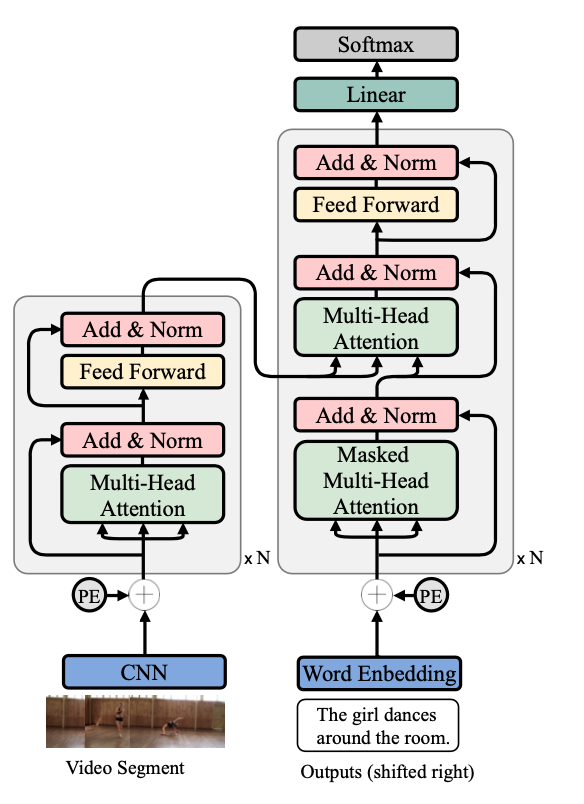 Softmax
Linear
Add & Norm
Feed Forward
Add & Norm
Multi-Head
Attention
Add & Norm
Masked
Multi-Head
Attention
x N
PE
Word Enbedding
The girl dances
around the room.
Outputs (shifted right)
Add & Norm
Feed Forward
Add & Norm
Multi-Head
Attention
x N
PE
CNN
Video Segment